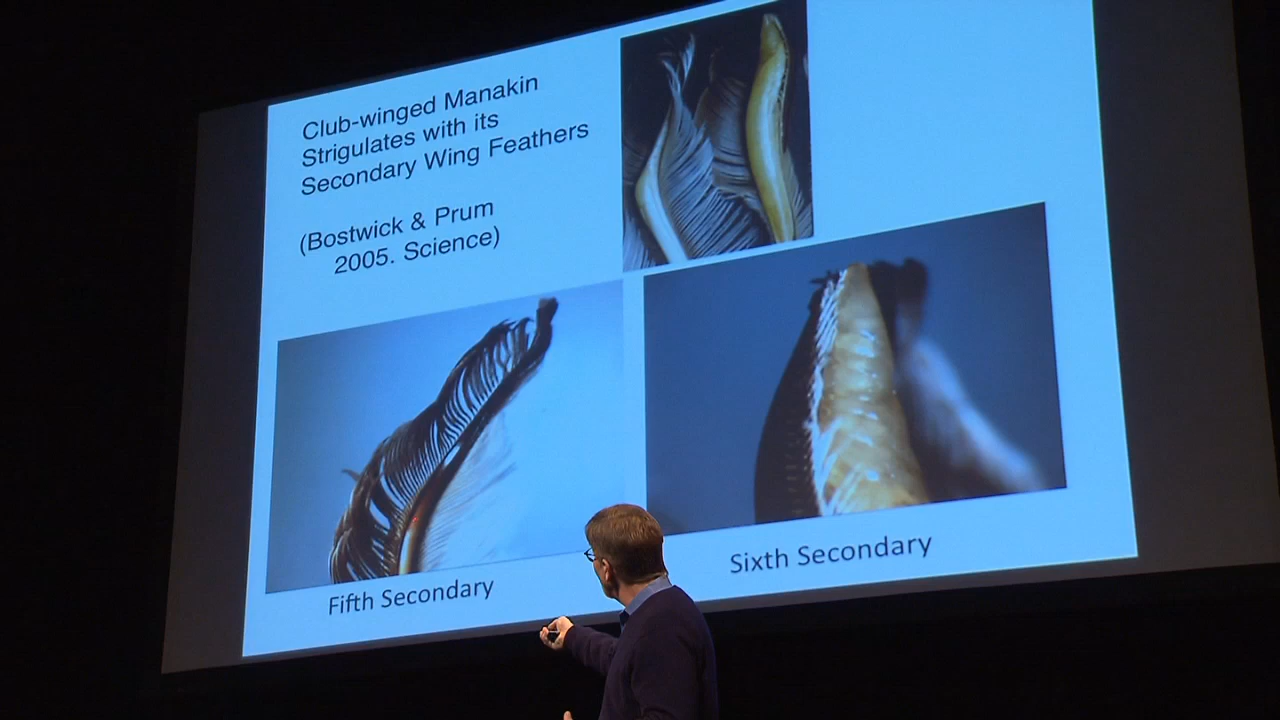 Club-winged Manakin
Strigulates with its
Secondary Wing Feathers
(Bostwick & Prum
2005. Science)
Fifth Secondary
Sixth Secondary